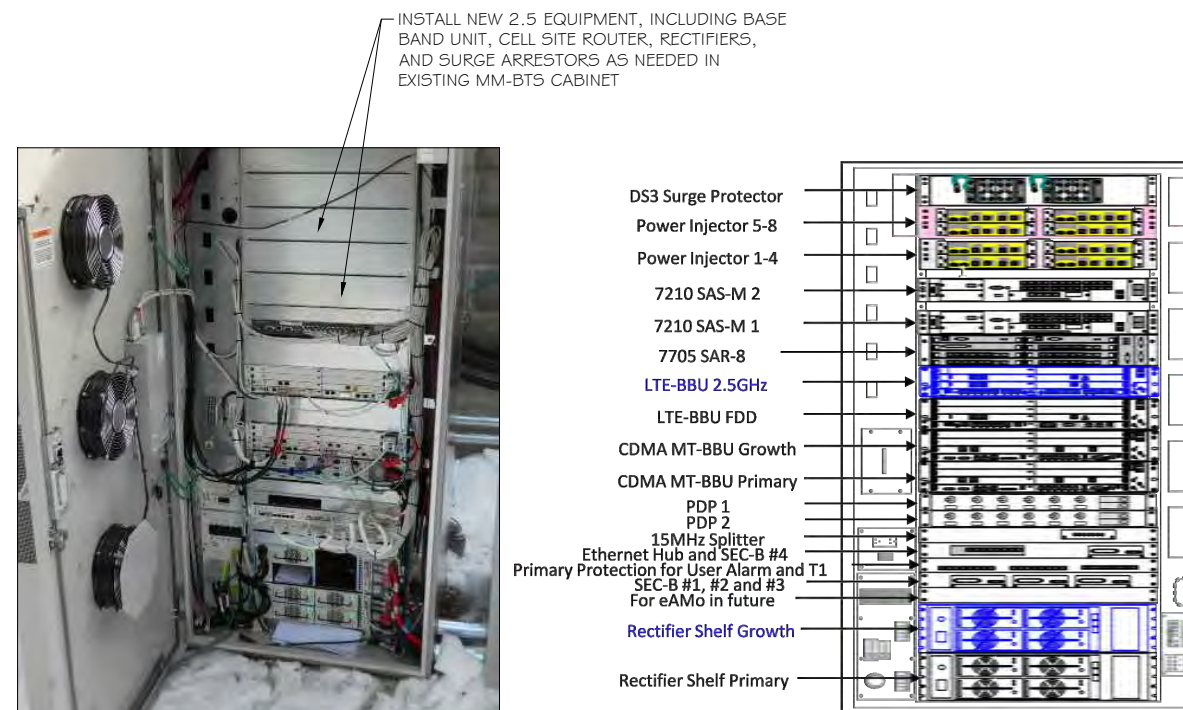 INSTALL NEW 2.5 EQUIPMENT, INCLUDING BASE
BAND UNIT, CELL SITE ROUTER, RECTIFIERS,
AND SURGE ARRESTORS AS NEEDED IN
EXISTING MM-BTS CABINET
DS3 Surge Protector
Power Injector 5-8
Power Injector 1-4
7210 SAS-M 2
7210 SAS-M 1
7705 SAR-8
LTE-BBU 2.5GHz
LTE-BBU FDD
CDMA MT-BBU Growth
CDMA MT-BBU Primary
PDP 1
PDP 2
15MHz Splitter
Ethernet Hub and SEC-B #4
Primary Protection for User Alarm and T1
SEC-B #1, #2 and #3
For eAMo in future
Rectifier Shelf Growth
Rectifier Shelf Primary